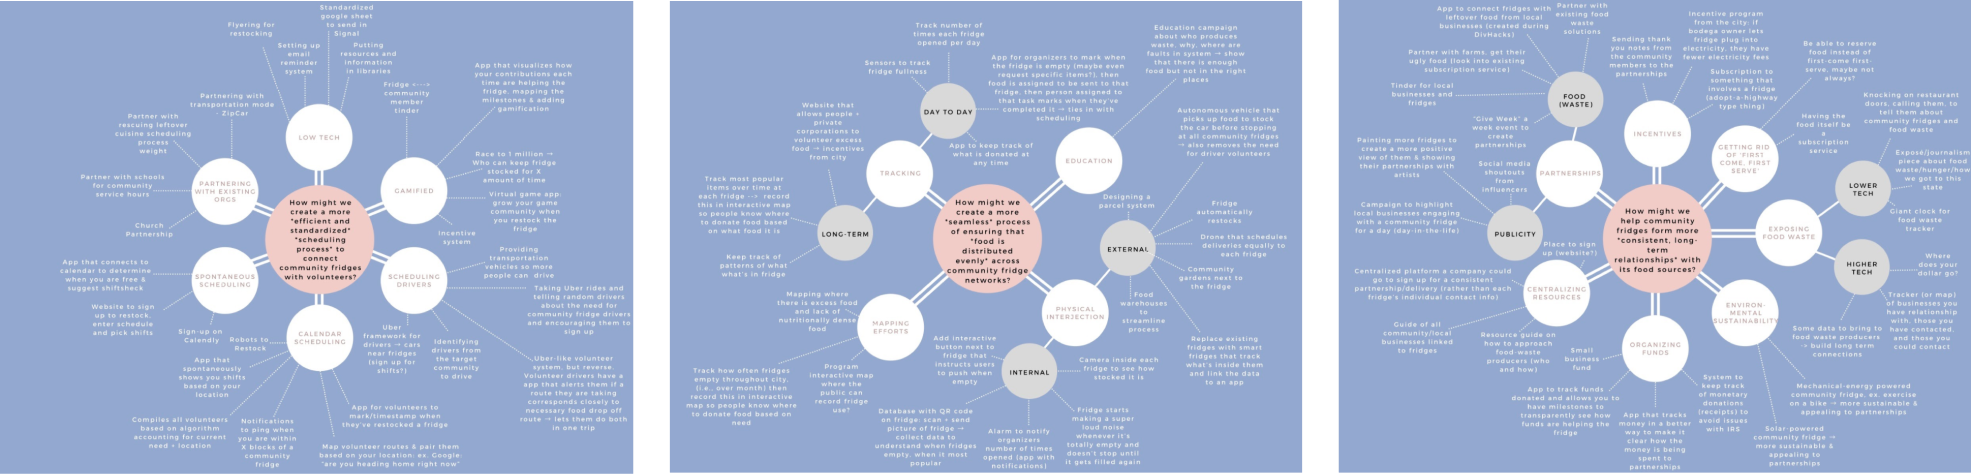 Flyering for
restocking
Standardized
google sheet
to send in
Signal
Setting up
email
reminder
system
Putting
resources and
information
in libraries
Partnering with
transportation mode
- ZipCar
Partner with
rescuing leftover
cuisine scheduling
process
weight
Partner with schools
for community
service hours
Church
Partnership
LOW TECH
PARTNERING
WITH EXISTING
ORGS
Fridge <--->
community
member
tinder
App that visualizes how
your contributions each
time are helping the
fridge, mapping the
milestones & adding
gamification
Race to 1 million →
Who can keep fridge
stocked for X
amount of time
Virtual game app:
grow your game
community when
you restock the
fridge
Incentive
system
GAMIFIED
How might we
create a more
"efficient and
standardized"
"scheduling
process" to
connect
community fridges
with volunteers?
SPONTANEOUS
SCHEDULING
App that connects to
calendar to determine
when you are free &
suggest shiftscheck
Website to sign
up to restock,
enter schedule
and pick shifts
Sign-up on
Calendly
SCHEDULING
DRIVERS
Providing
transportation
vehicles so more
people can drive
Taking Uber rides and
telling random drivers
about the need for
community fridge drivers
and encouraging them to
sign up
Uber
framework for
drivers → cars
near fridges
(sign up for
shifts?)
Identifying
drivers from
the target
community
to drive
Uber-like volunteer
system, but reverse.
Volunteer drivers have a
app that alerts them if a
route they are taking
corresponds closely to
necessary food drop off
route → lets them do both
in one trip
CALENDAR
SCHEDULING
Robots to
Restock
App that
spontaneously
shows you shifts
based on your
location
Compiles all volunteers
based on algorithm
accounting for current
need + location
Notifications
to ping when
you are within
X blocks of a
community
fridge
App for volunteers to
mark/timestamp when
they've restocked a fridge
Map volunteer routes & pair them
based on your location: ex. Google:
"are you heading home right now"
Track number of
times each fridge
opened per day
Sensors to track
fridge fullness
App for organizers to mark when
the fridge is empty (maybe even
request specific items?), then
food is assigned to be sent to that
fridge, then person assigned to
that task marks when they've
completed it → ties in with
scheduling
App to keep track of
what is donated at
any time
DAY TO DAY
Website that
allows people +
private
corporations to
volunteer excess
food → incentives
from city
TRACKING
Track most popular
items over time at
each fridge --> record
this in interactive map
so people know where
to donate food based
on what food it is
Keep track of
patterns of what
what's in fridge
LONG-TERM
Education campaign
about who produces
waste, why, where are
faults in system → show
that there is enough
food but not in the right
places
EDUCATION
How might we
create a more
"seamless" process
of ensuring that
"food is
distributed
evenly" across
community fridge
networks?
Autonomous vehicle that
picks up food to stock
the car before stopping
at all community fridges
→ also removes the need
for driver volunteers
Designing a
parcel system
Fridge
automatically
restocks
Drone that schedules
deliveries equally to
each fridge
Community
gardens next to
the fridge
Food
warehouses
to
streamline
process
Replace existing
fridges with smart
fridges that track
what's inside them
and link the data
to an app
EXTERNAL
PHYSICAL
INTERJECTION
MAPPING
EFFORTS
Mapping where
there is excess food
and lack of
nutritionally dense
food
Track how often fridges
empty throughout city,
(i.e., over month) then
record this in interactive
map so people know where
to donate food based on
need
Program
interactive map
where the
public can
record fridge
use?
INTERNAL
Add interactive
button next to
fridge that
instructs users
to push when
empty
Camera inside each
fridge to see how
stocked it is
Database with QR code
on fridge: scan + send
picture of fridge →
collect data to
understand when fridges
empty, when it most
popular
Alarm to notify
organizers
number of times
opened (app with
notifications)
Fridge starts
making a super
loud noise
whenever it's
totally empty and
doesn't stop until
it gets filled again
App to connect fridges with
leftover food from local
businesses (created during
DivHacks)
Partner with
existing food
waste
solutions
Partner with farms, get their
ugly food (look into existing
subscription service)
Tinder for local
businesses and
fridges
FOOD
(WASTE)
"Give Week" a
week event to
create
partnerships
Social media
shoutouts
from
influencers
PARTNERSHIPS
Painting more fridges to
create a more positive
view of them & showing
their partnerships with
artists
Campaign to highlight
local businesses engaging
with a community fridge
for a day (day-in-the-life)
PUBLICITY
Sending thank
you notes from
the community
members to the
partnerships
Incentive program
from the city: if
bodega owner lets
fridge plug into
electricity, they have
fewer electricity fees
Subscription to
something that
involves a fridge
(adopt-a-highway
type thing)
INCENTIVES
Be able to reserve
food instead of
first-come first-
serve, maybe not
always?
Having the
food itself be
a
subscription
service
GETTING RID
OF 'FIRST
COME, FIRST
SERVE'
Knocking on restaurant
doors, calling them, to
tell them about
community fridges and
food waste
Exposé/journalism
piece about food
waste/hunger/how
we got to this
state
Giant clock for
food waste
tracker
LOWER
TECH
How might we
help community
fridges form more
"consistent, long-
term
relationships" with
its food sources?
EXPOSING
FOOD WASTE
HIGHER
TECH
Where
does your
dollar go?
Tracker (or map)
of businesses you
have relationship
with, those you
have contacted,
and those you
could contact
Some data to bring to
food waste producers
→ build long term
connections
Place to sign
up (website?)
Centralized platform a company could
go to sign up for a consistent
partnership/delivery (rather than each
fridge's individual contact info)
Guide of all
community/local
businesses linked
to fridges
Resource guide on
how to approach
food-waste
producers (who
and how)
CENTRALIZING
RESOURCES
ENVIRON-
MENTAL
SUSTAINABILITY
Mechanical-energy powered
community fridge, ex. exercise
on a bike → more sustainable &
appealing to partnerships
Solar-powered
community fridge →
more sustainable &
appealing to
partnerships
ORGANIZING
FUNDS
Small
business
fund
App to track funds
donated and allows you to
have milestones to
transparently see how
funds are helping the
fridge
App that tracks
money in a better
way to make it
clear how the
money is being
spent to
partnerships
System to
keep track
of monetary
donations
(receipts) to
avoid issues
with IRS